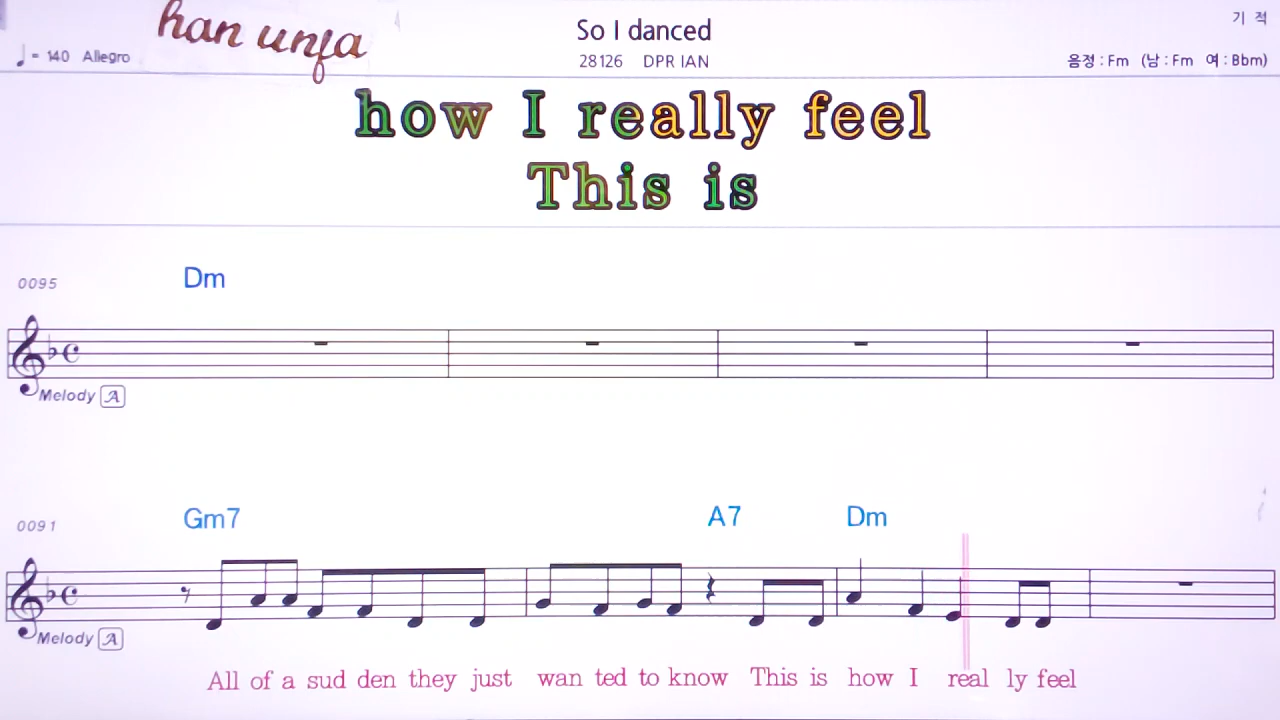 han unja
So I danced
기 적
♩= 140 Allegro
28126 DPR IAN
음정 : Fm (남 : Fm 여 : Bbm)
how I really feel
This is
0095
Dm
Melody A
0091
Gm7 A7 Dm
Melody A
All of a sud den they just wan ted to know This is how I real ly feel